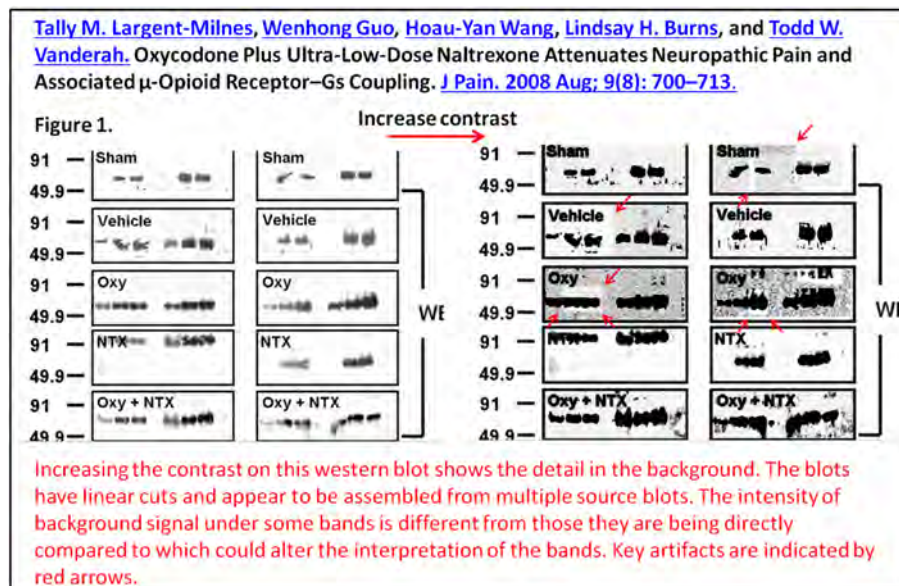 Tally M. Largent-Milnes, Wenhong Guo, Hoau-Yan Wang, Lindsay H. Burns, and Todd W.
Vanderah. Oxycodone Plus Ultra-Low-Dose Naltrexone Attenuates Neuropathic Pain and
Associated µ-Opioid Receptor–Gs Coupling. J Pain. 2008 Aug; 9(8): 700–713.
Figure 1.
Increase contrast
91
49.9
Sham
Sham
Vehicle
Vehicle
91
49.9
Oxy
Oxy
91
49.9
NTX
NTX
91
49.9
Oxy + NTX
Oxy + NTX
91
49.9
WE
91
49.9
Sham
Sham
Vehicle
Vehicle
91
49.9
Oxy
Oxy
91
49.9
NTX
NTX
91
49.9
Oxy + NTX
Oxy + NTX
91
49.9
WI
Increasing the contrast on this western blot shows the detail in the background. The blots
have linear cuts and appear to be assembled from multiple source blots. The intensity of
background signal under some bands is different from those they are being directly
compared to which could alter the interpretation of the bands. Key artifacts are indicated by
red arrows.